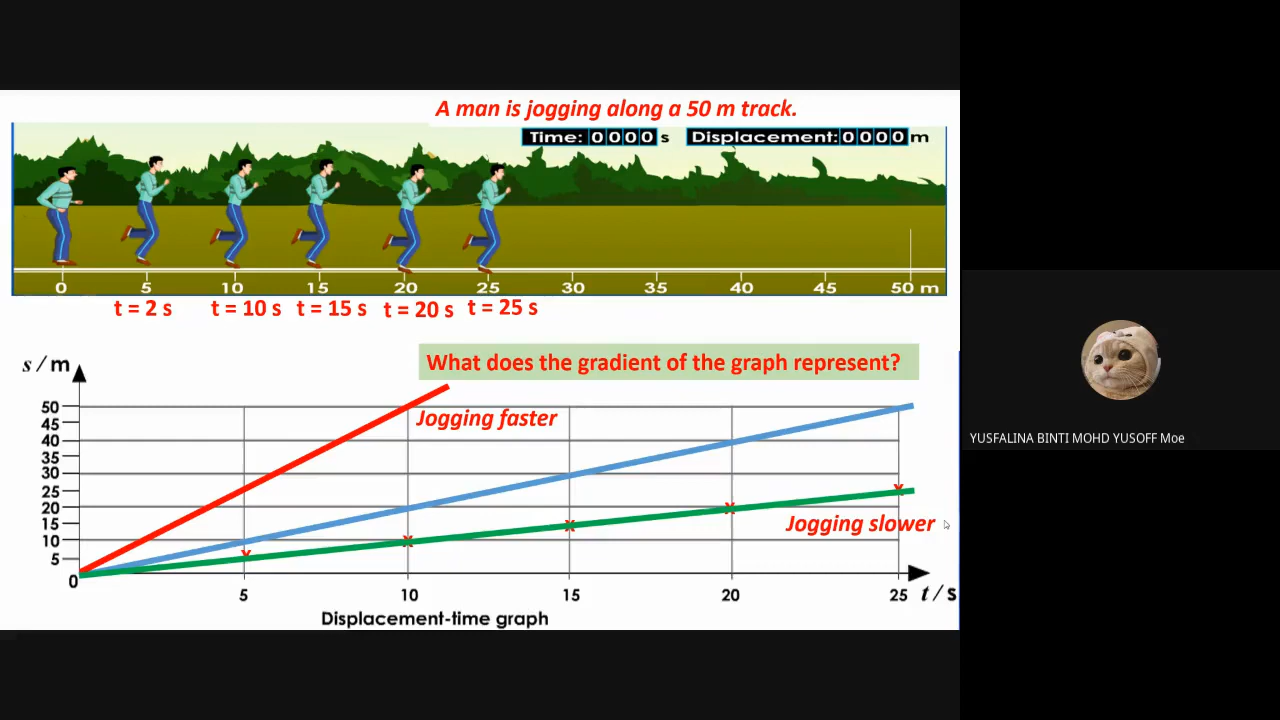 A man is jogging along a 50 m track.
Time: 0000 s Displacement: 0000 m
0 5 10 15 20 25 30 35 40 45 50 m
t = 2 s t = 10 s t = 15 s t = 20 s t = 25 s
s / m
What does the gradient of the graph represent?
50
45
40
35
30
25
20
15
10
5
0
Jogging faster
x x x x x
Jogging slower
5 10 15 20 25 t / s
Displacement-time graph
YUSFALINA BINTI MOHD YUSOFF Moe